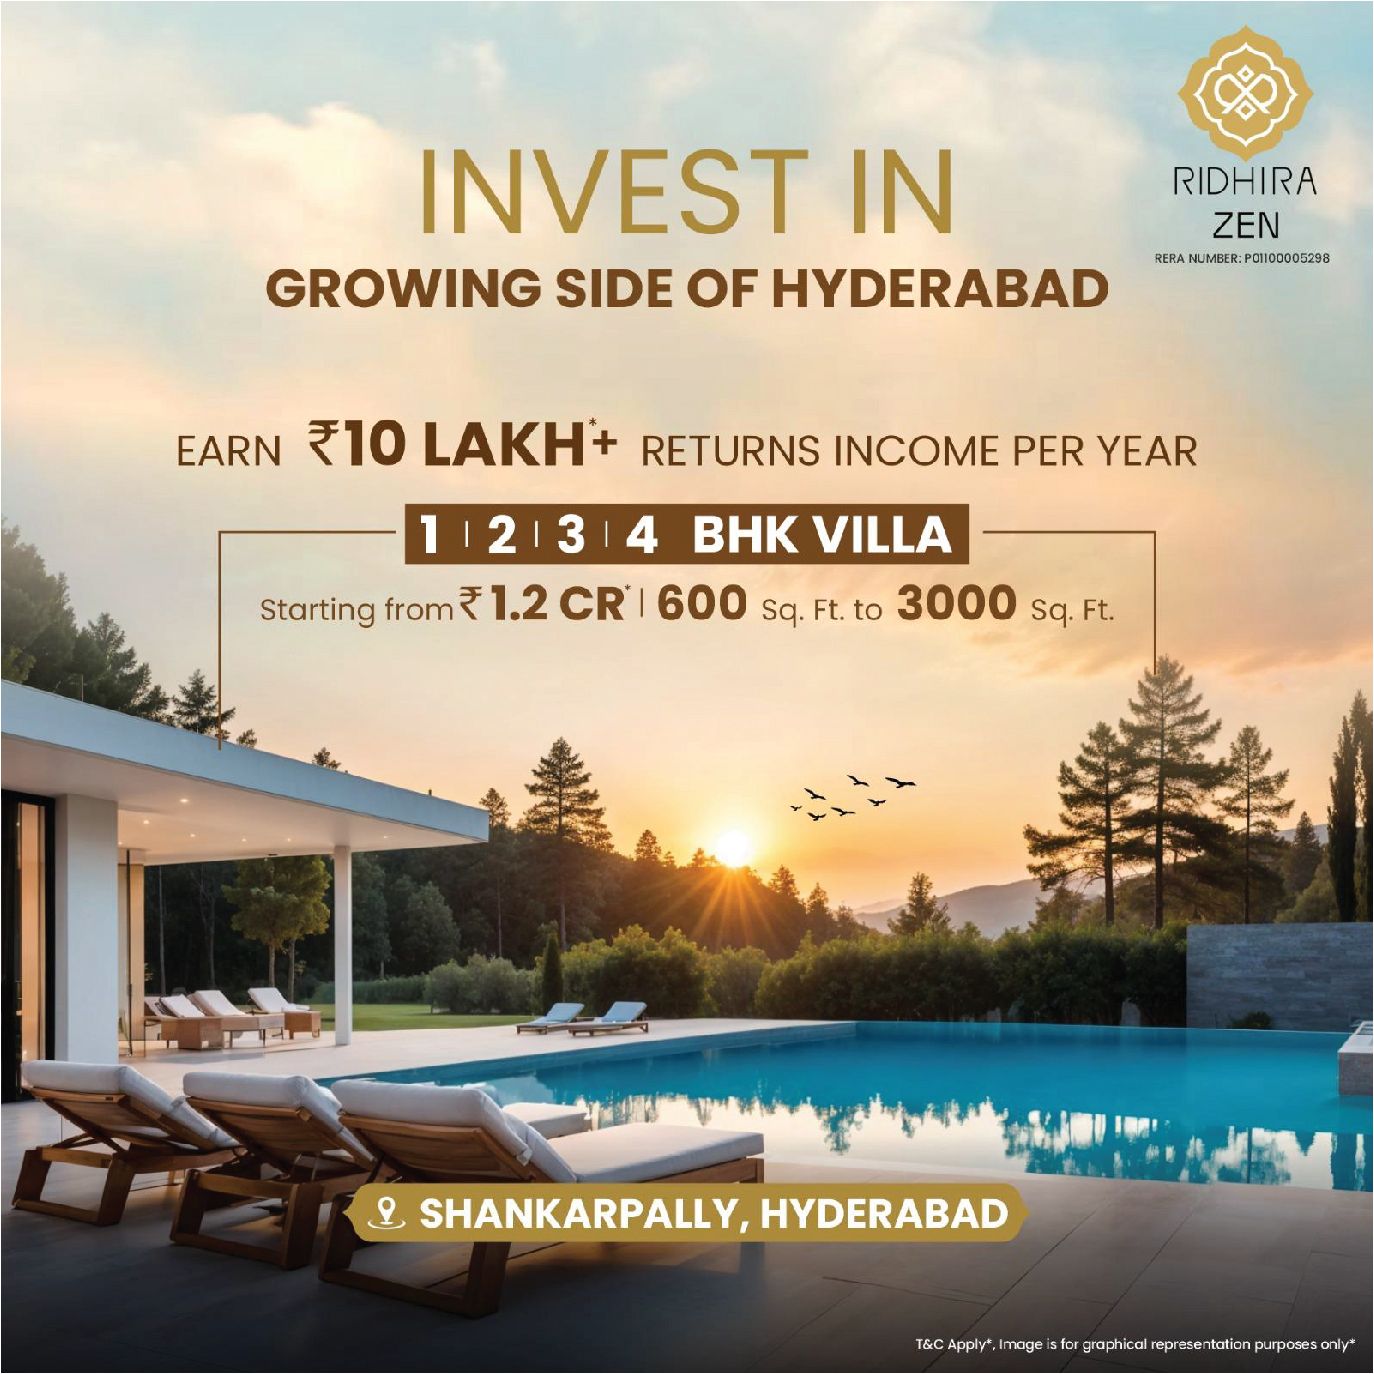 RIDHIRA
ZEN
RERA NUMBER: P01100005298
INVEST IN
GROWING SIDE OF HYDERABAD
EARN ₹10 LAKH*+ RETURNS INCOME PER YEAR
1 | 2 | 3 | 4 BHK VILLA
Starting from ₹ 1.2 CR* | 600 Sq. Ft. to 3000 Sq. Ft.
SHANKARPALLY, HYDERABAD
T&C Apply*, Image is for graphical representation purposes only*